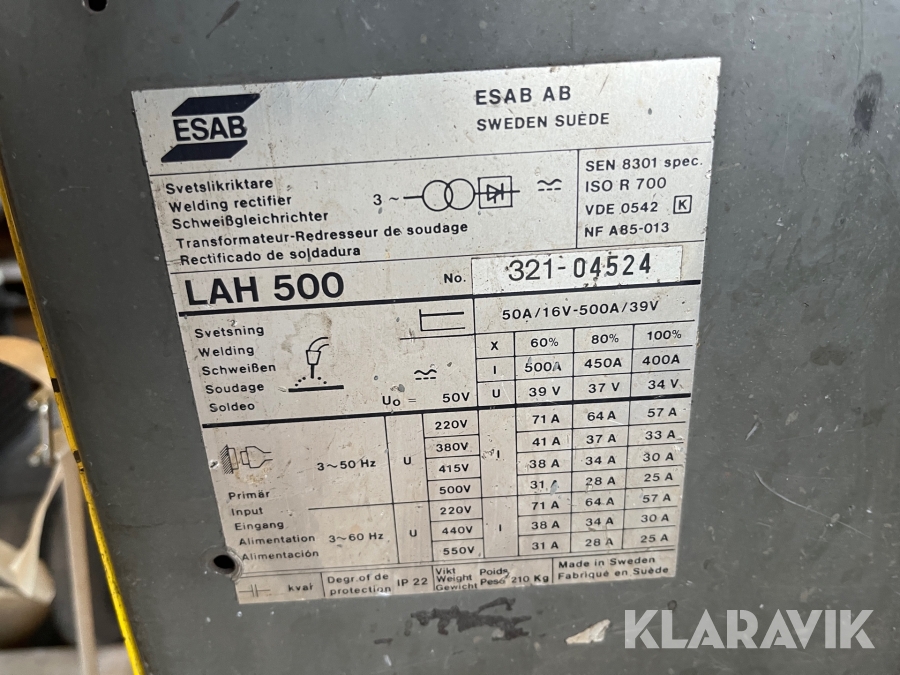 ESAB
ESAB AB
SWEDEN SUÈDE
Svetslikriktare
Welding rectifier
Schweißgleichrichter
Transformateur-Redresseur de soudage
Rectificado de soldadura
3~
SEN 8301 spec.
ISO R 700
VDE 0542 K
NF A85-013
LAH 500
No. 321-04524
Svetsning
Welding
Schweißen
Soudage
Soldeo
Uo = 50V
50A/16V-500A/39V
X 60% 80% 100%
I 500A 450A 400A
U 39 V 37 V 34 V
Primär
Input
Eingang
Alimentation
Alimentación
3~50 Hz U I
220V 71 A 64 A 57 A
380V 41 A 37 A 33 A
415V 38 A 34 A 30 A
500V 31 A 28 A 25 A
3~60 Hz U I
220V 71 A 64 A 57 A
440V 38 A 34 A 30 A
550V 31 A 28 A 25 A
kvar
Degr.of de
protection IP 22
Vikt Poids
Weight Peso 210 Kg
Gewicht
Made in Sweden
Fabriqué en Suède
KLARAVIK